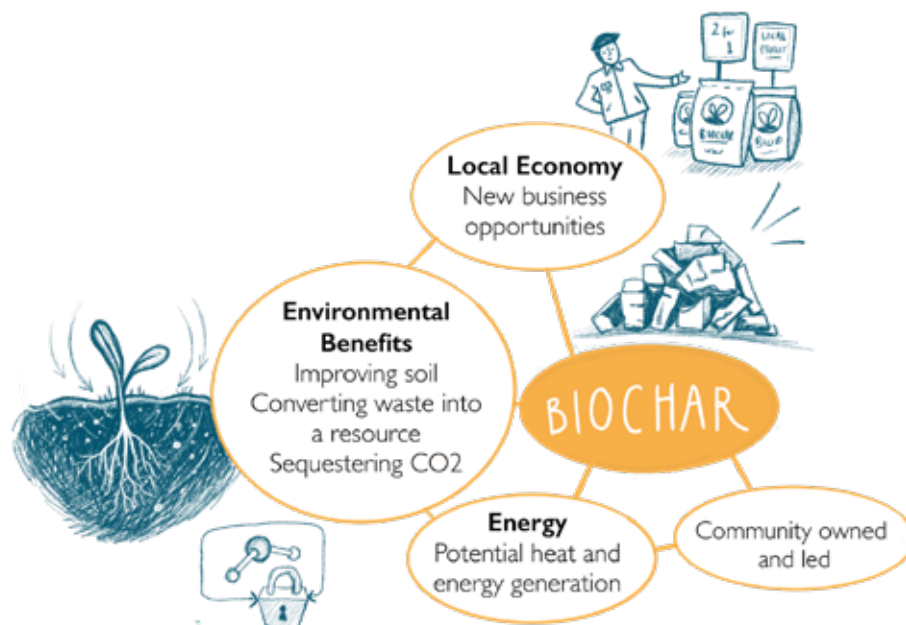 2 for
1
LOCAL
BIOCHAR
Local Economy
New business
opportunities
Environmental
Benefits
Improving soil
Converting waste into
a resource
Sequestering CO2
BIOCHAR
Energy
Potential heat and
energy generation
Community owned
and led